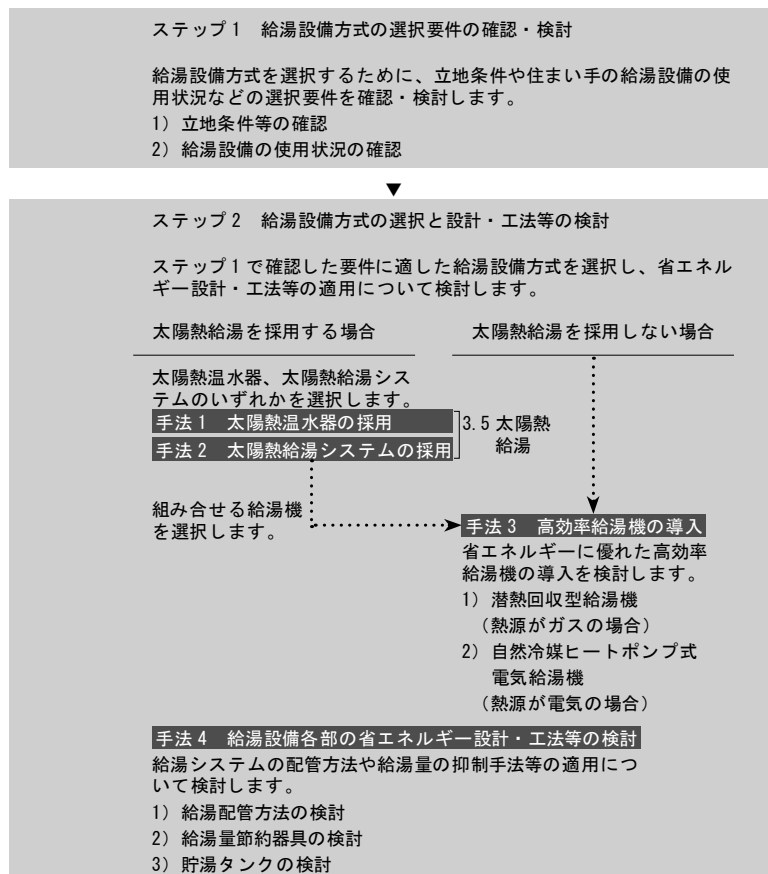 ステップ1　給湯設備方式の選択要件の確認・検討
給湯設備方式を選択するために、立地条件や住まい手の給湯設備の使
用状況などの選択要件を確認・検討します。
1）立地条件等の確認
2）給湯設備の使用状況の確認
▼
ステップ2　給湯設備方式の選択と設計・工法等の検討
ステップ1で確認した要件に適した給湯設備方式を選択し、省エネル
ギー設計・工法等の適用について検討します。
太陽熱給湯を採用する場合
太陽熱温水器、太陽熱給湯シス
テムのいずれかを選択します。
手法1　太陽熱温水器の採用
手法2　太陽熱給湯システムの採用
3.5 太陽熱
給湯
組み合せる給湯機
を選択します。
太陽熱給湯を採用しない場合
手法3　高効率給湯機の導入
省エネルギーに優れた高効率
給湯機の導入を検討します。
1）潜熱回収型給湯機
（熱源がガスの場合）
2）自然冷媒ヒートポンプ式
電気給湯機
（熱源が電気の場合）
手法4　給湯設備各部の省エネルギー設計・工法等の検討
給湯システムの配管方法や給湯量の抑制手法等の適用につ
いて検討します。
1）給湯配管方法の検討
2）給湯量節約器具の検討
3）貯湯タンクの検討